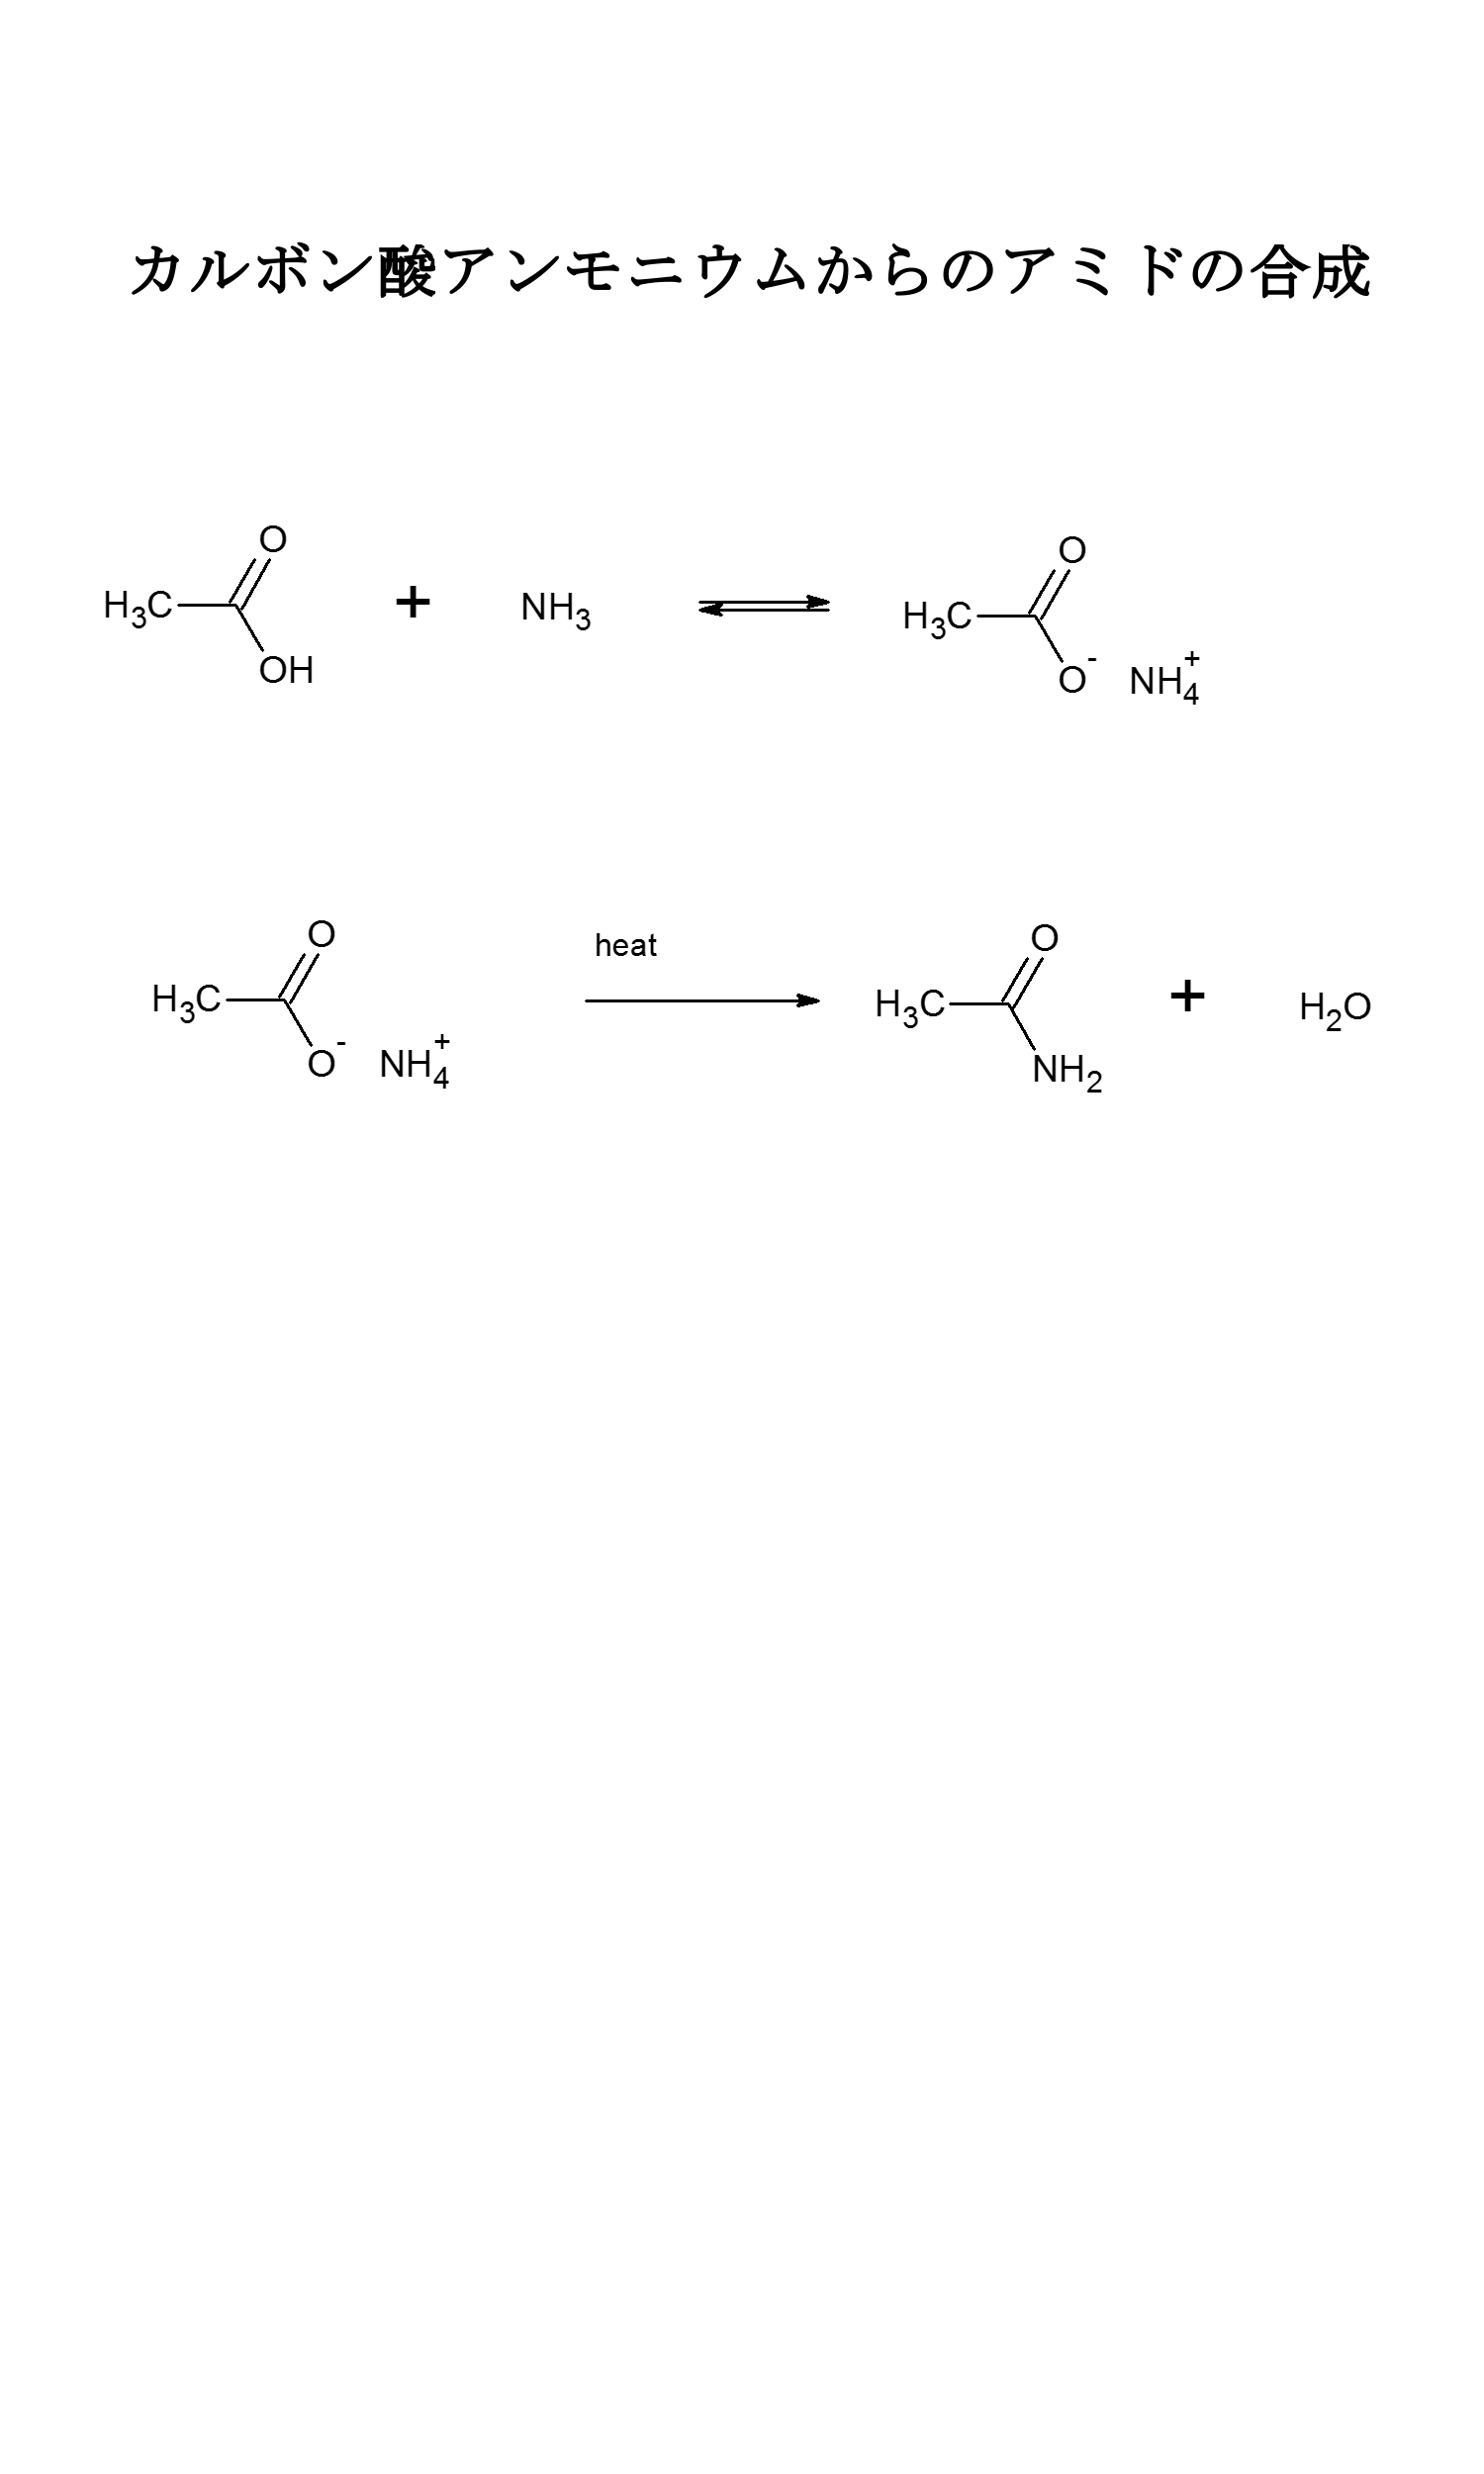 カルボン酸アンモニウムからのアミドの合成
H3C O OH + NH3 ⇌ H3C O O- NH4+
H3C O O- NH4+ heat → H3C O NH2 + H2O